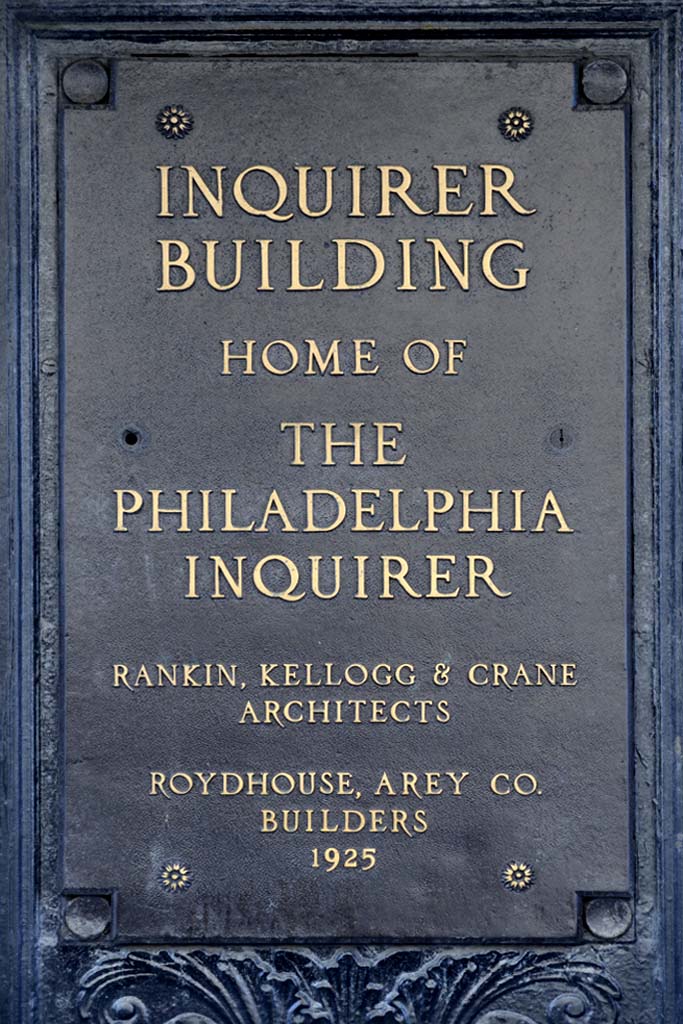 INQUIRER
BUILDING
HOME OF
THE
PHILADELPHIA
INQUIRER
RANKIN, KELLOGG & CRANE
ARCHITECTS
ROYDHOUSE, AREY CO.
BUILDERS
1925